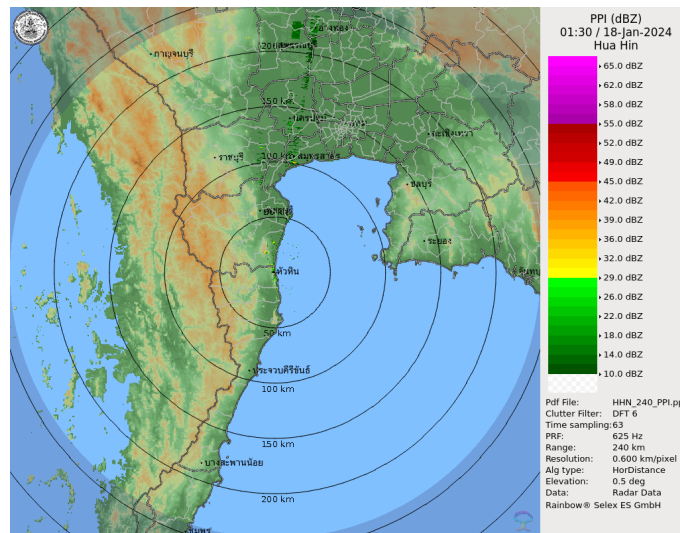 PPI (dBZ)
01:30 / 18-Jan-2024
Hua Hin
65.0 dBZ
62.0 dBZ
58.0 dBZ
55.0 dBZ
52.0 dBZ
49.0 dBZ
45.0 dBZ
42.0 dBZ
39.0 dBZ
36.0 dBZ
32.0 dBZ
29.0 dBZ
26.0 dBZ
22.0 dBZ
18.0 dBZ
14.0 dBZ
10.0 dBZ
Pdf File: HHN_240_PPI.pp
Clutter Filter: DFT 6
Time sampling:63
PRF: 625 Hz
Range: 240 km
Resolution: 0.600 km/pixel
Alg type: HorDistance
Elevation: 0.5 deg
Data: Radar Data
Rainbow® Selex ES GmbH
กาญจนบุรี
150 km
ฉะเชิงเทรา
ราชบุรี
100 km
สมุทรสาคร
ชลบุรี
ระยอง
หัวหิน
50 km
ประจวบคีรีขันธ์
100 km
150 km
บางสะพานน้อย
200 km
ชุมพร